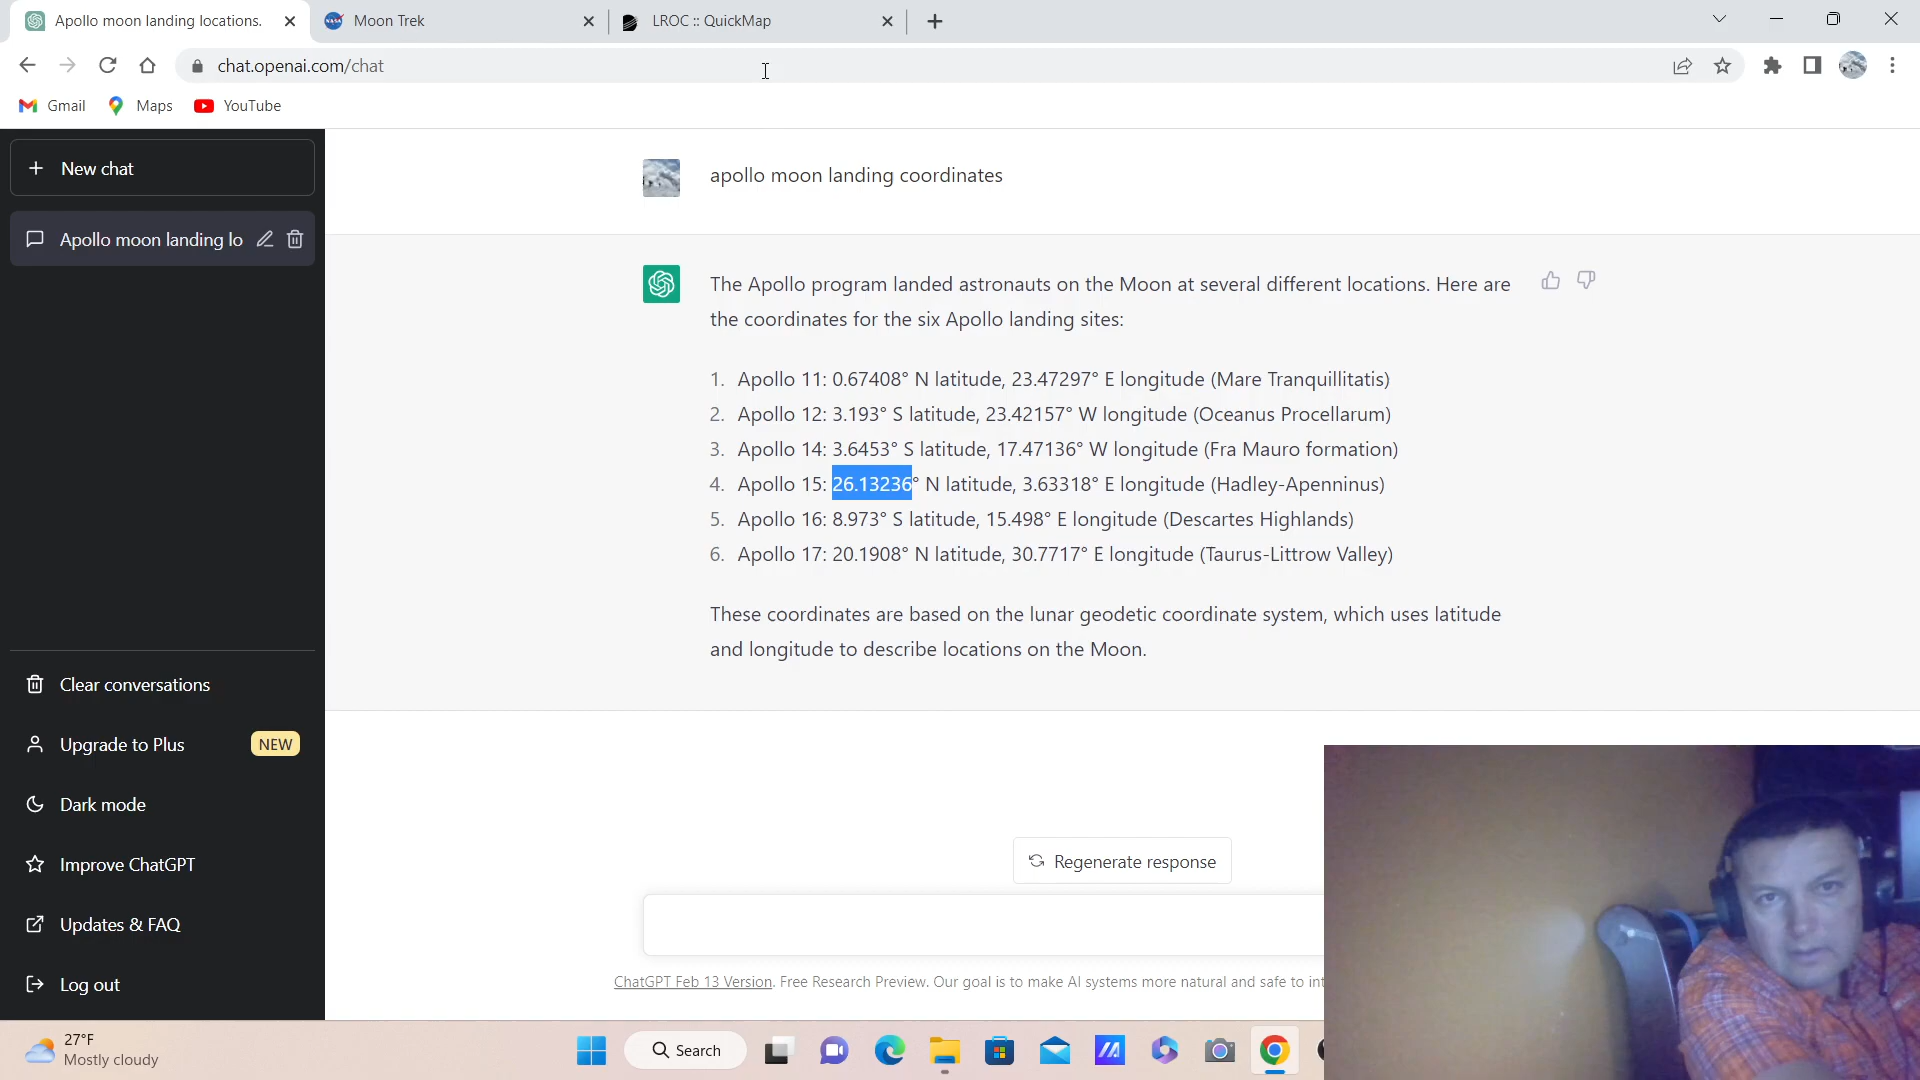 Apollo moon landing locations.
Moon Trek
LROC :: QuickMap
chat.openai.com/chat
Gmail
Maps
YouTube
New chat
Apollo moon landing lo
Clear conversations
Upgrade to Plus
NEW
Dark mode
Improve ChatGPT
Updates & FAQ
Log out
apollo moon landing coordinates
The Apollo program landed astronauts on the Moon at several different locations. Here are
the coordinates for the six Apollo landing sites:
1. Apollo 11: 0.67408° N latitude, 23.47297° E longitude (Mare Tranquillitatis)
2. Apollo 12: 3.193° S latitude, 23.42157° W longitude (Oceanus Procellarum)
3. Apollo 14: 3.6453° S latitude, 17.47136° W longitude (Fra Mauro formation)
4. Apollo 15: 26.13236° N latitude, 3.63318° E longitude (Hadley-Apenninus)
5. Apollo 16: 8.973° S latitude, 15.498° E longitude (Descartes Highlands)
6. Apollo 17: 20.1908° N latitude, 30.7717° E longitude (Taurus-Littrow Valley)
These coordinates are based on the lunar geodetic coordinate system, which uses latitude
and longitude to describe locations on the Moon.
Regenerate response
ChatGPT Feb 13 Version. Free Research Preview. Our goal is to make AI systems more natural and safe to int
27°F
Mostly cloudy
Search